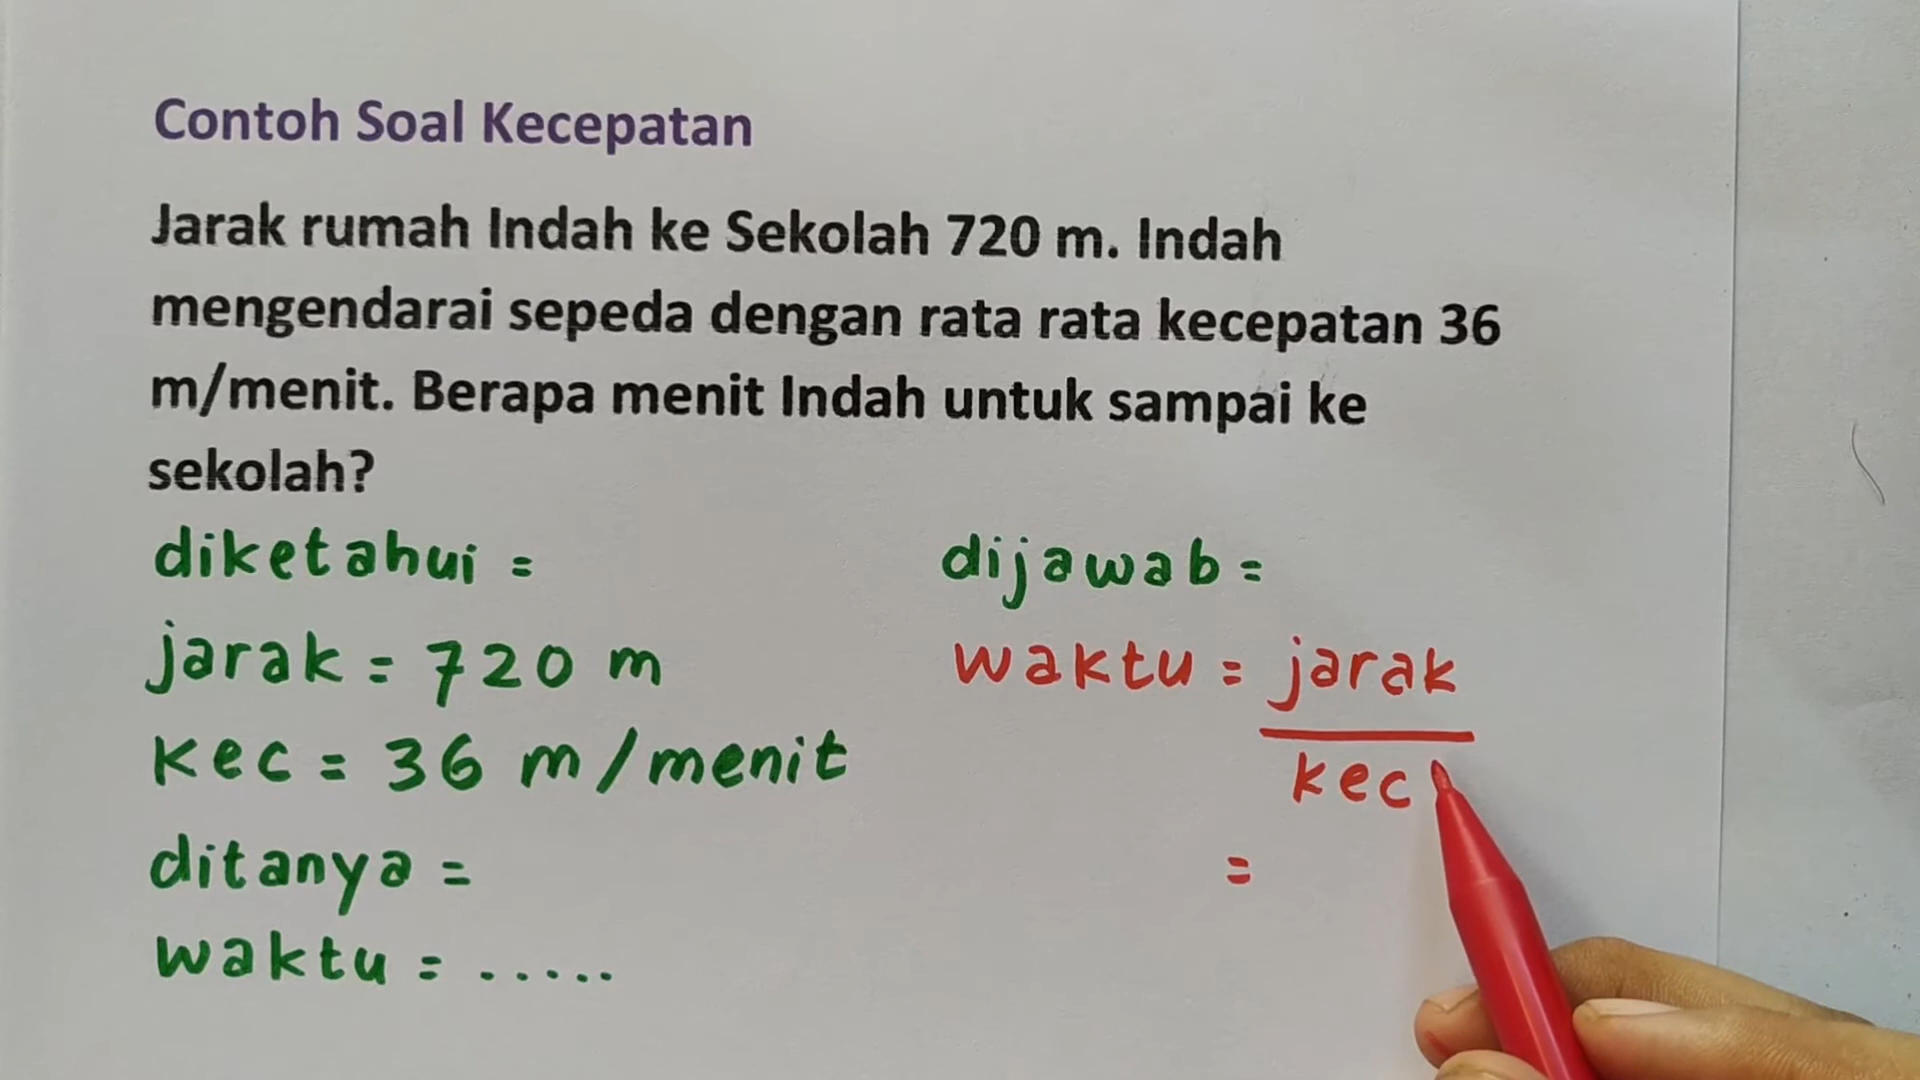 Contoh Soal Kecepatan
Jarak rumah Indah ke Sekolah 720 m. Indah
mengendarai sepeda dengan rata rata kecepatan 36
m/menit. Berapa menit Indah untuk sampai ke
sekolah?
diketahui =
jarak = 720 m
kec = 36 m/menit
ditanya =
waktu = .....
dijawab =
waktu = jarak
kec
=